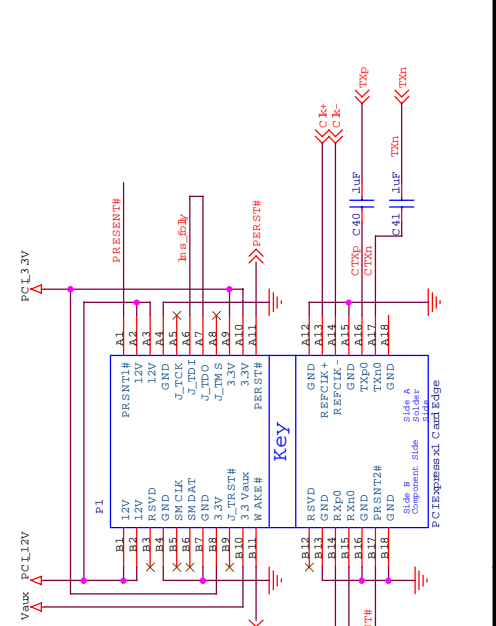 TXp
TXn
Clk+
Clk-
TXn
.1uF
.1uF
C40
C41
CTXp
CTXn
PRESENT#
PERST#
PCI_3.3V
A1
A2
A3
A4
A5
A6
A7
A8
A9
A10
A11
A12
A13
A14
A15
A16
A17
A18
PRSNT1#
12V
12V
GND
J_TCK
J_TDI
J_TDO
J_TMS
3.3V
3.3V
PERST#
GND
REFCLK+
REFCLK-
GND
TXp0
TXn0
GND
Key
Side A
Solder
Side
Side B
Component Side
PCIExpress x1 Card Edge
P1
12V
12V
RSVD
GND
SMCLK
SMDAT
GND
3.3V
J_TRST#
3.3 Vaux
WAKE#
RSVD
GND
RXp0
RXn0
GND
PRSNT2#
GND
B1
B2
B3
B4
B5
B6
B7
B8
B9
B10
B11
B12
B13
B14
B15
B16
B17
B18
PCI_12V
Vaux